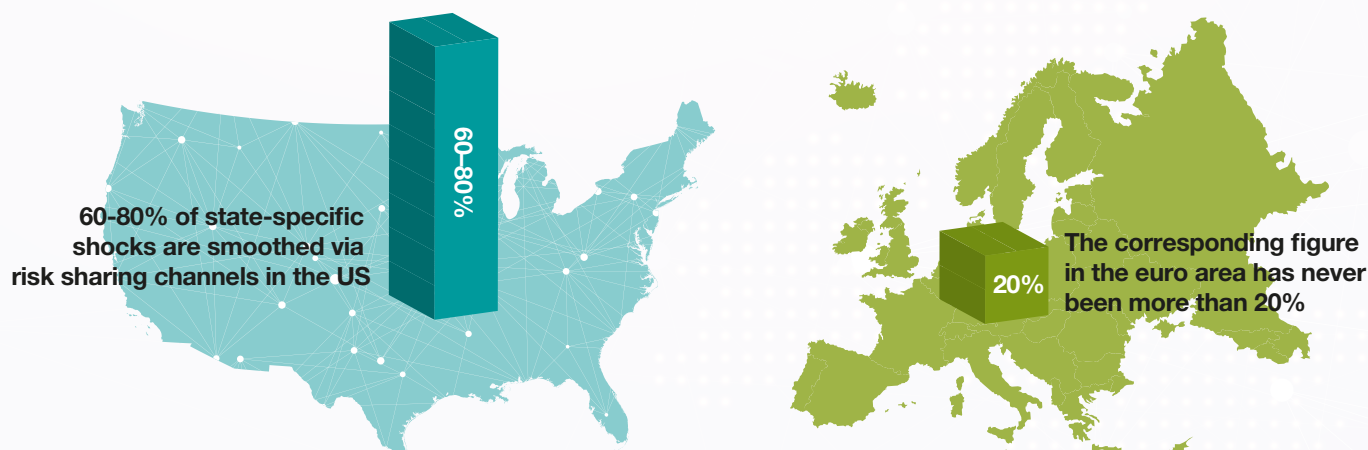 60-80%
60-80% of state-specific
shocks are smoothed via
risk sharing channels in the US
20%
The corresponding figure
in the euro area has never
been more than 20%